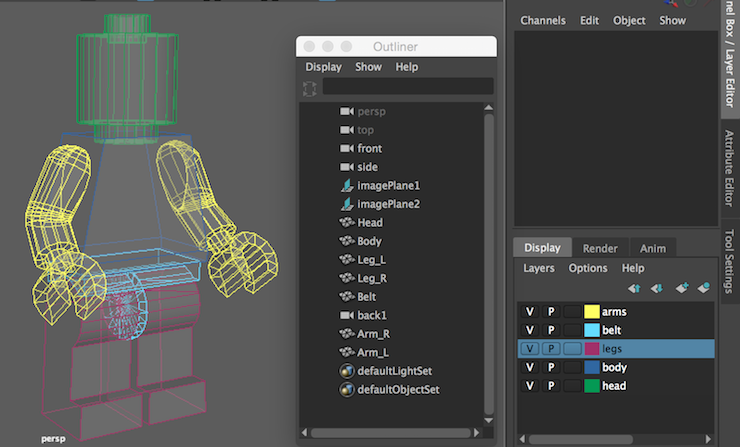 Outliner
Display Show Help
persp
top
front
side
imagePlane1
imagePlane2
Head
Body
Leg_L
Leg_R
Belt
back1
Arm_R
Arm_L
defaultLightSet
defaultObjectSet
persp
Channels Edit Object Show
Display Render Anim
Layers Options Help
V P arms
V P belt
V P legs
V P body
V P head
Box / Layer Editor
Attribute Editor
Tool Settings